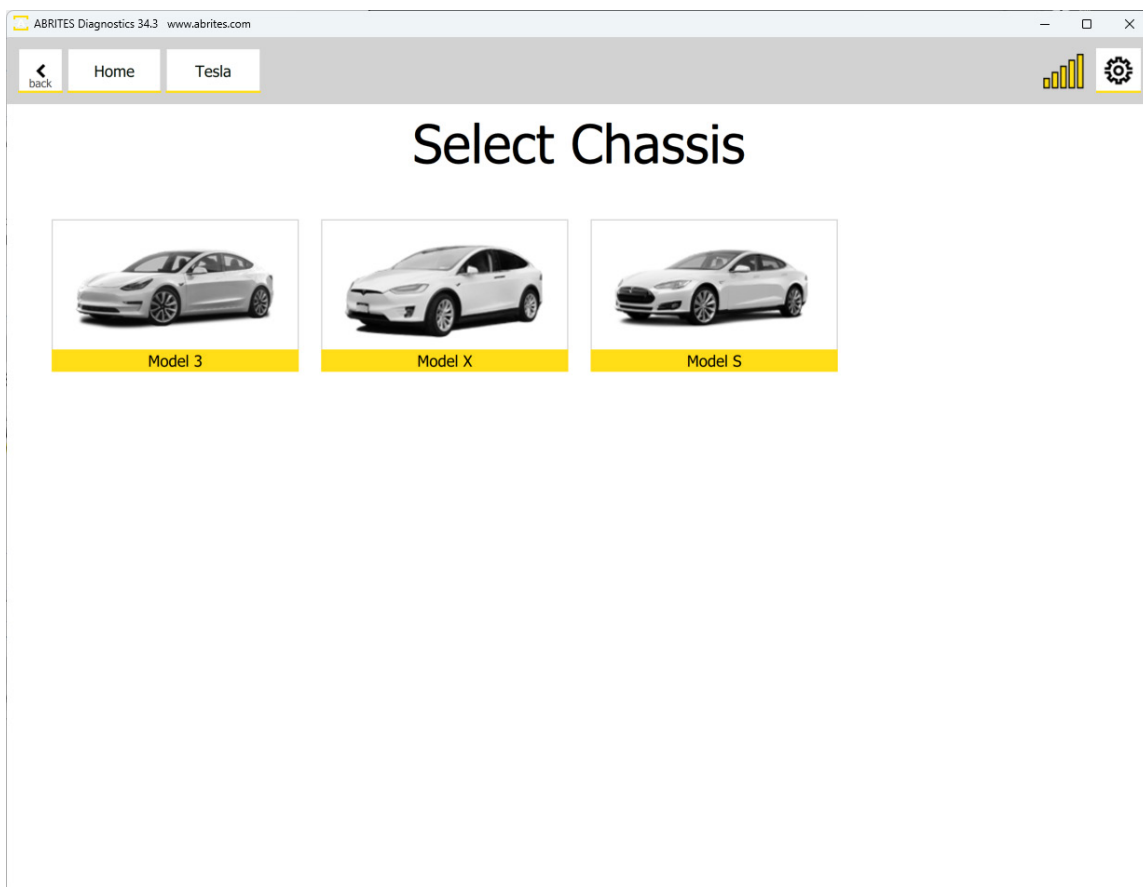 ABRITES Diagnostics 34.3 www.abrites.com
back
Home
Tesla
Select Chassis
Model 3
Model X
Model S